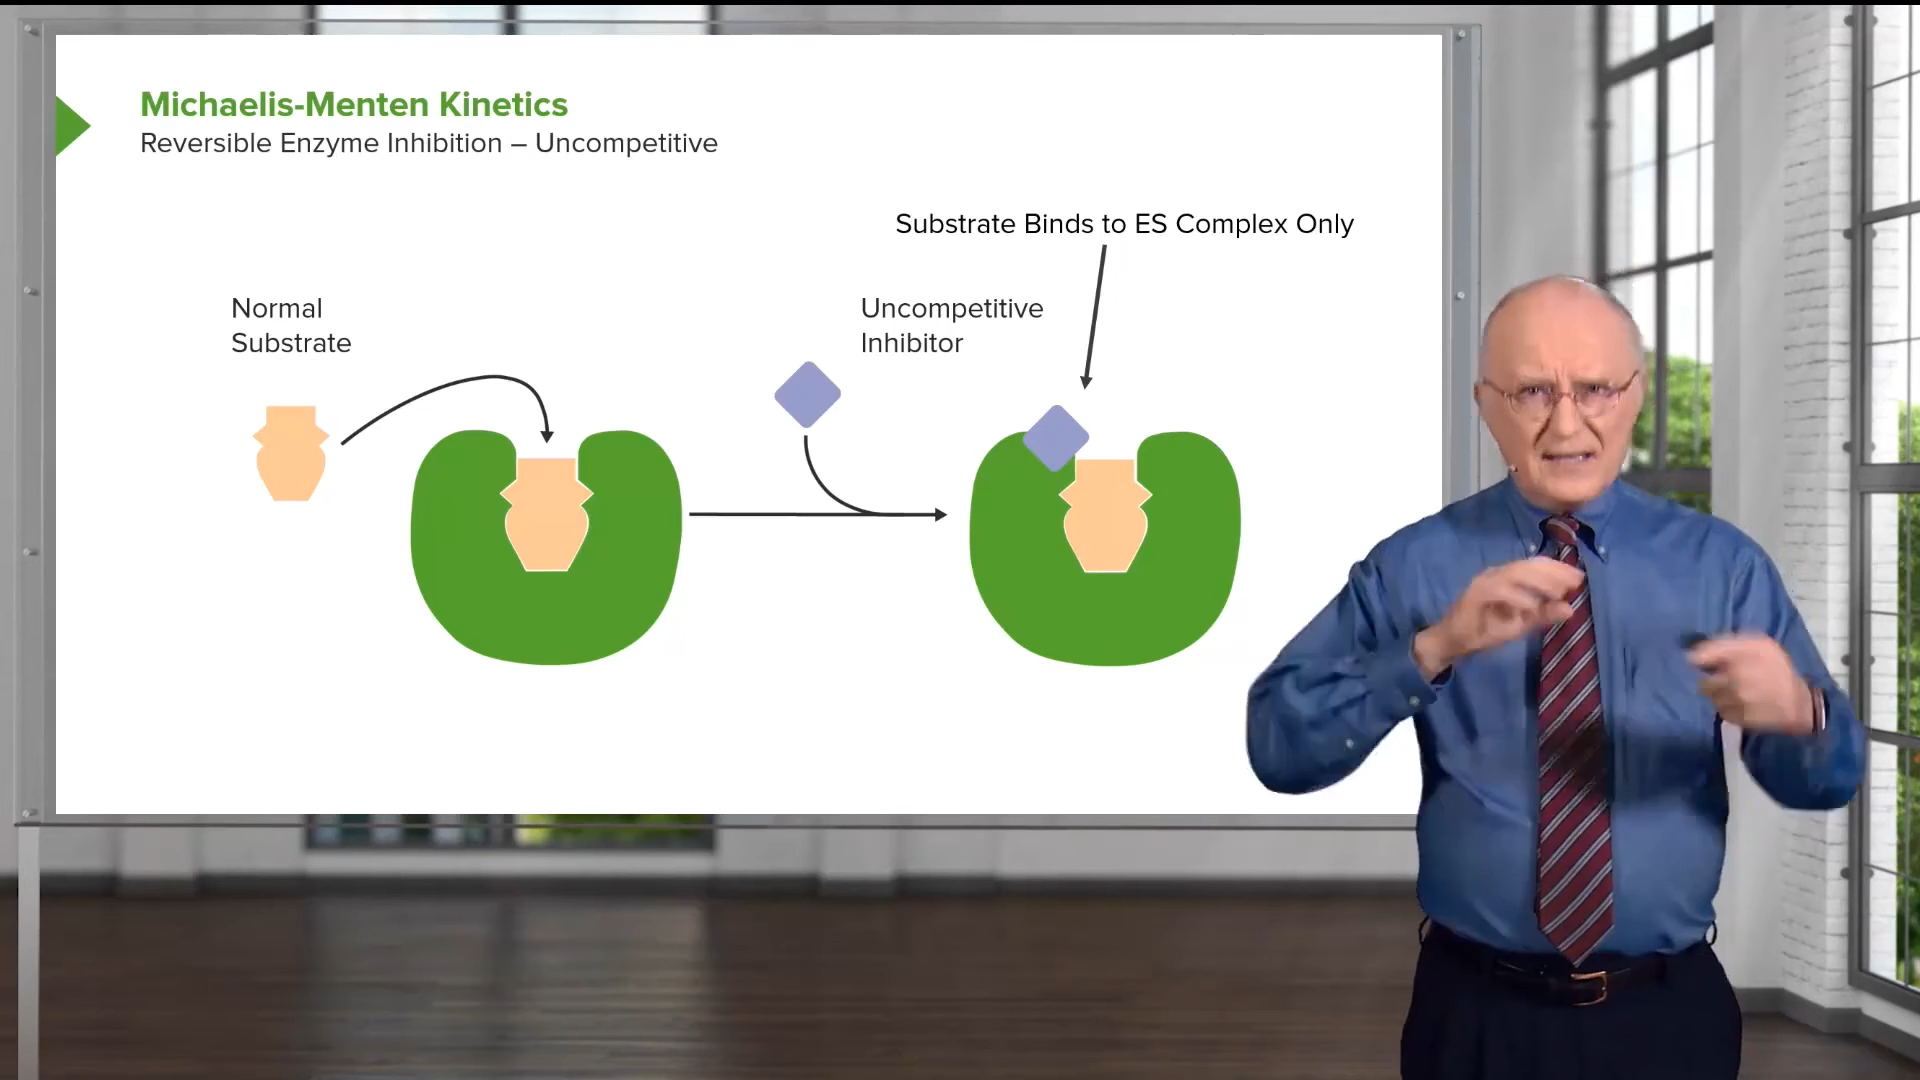 Michaelis-Menten Kinetics
Reversible Enzyme Inhibition – Uncompetitive
Substrate Binds to ES Complex Only
Normal
Substrate
Uncompetitive
Inhibitor